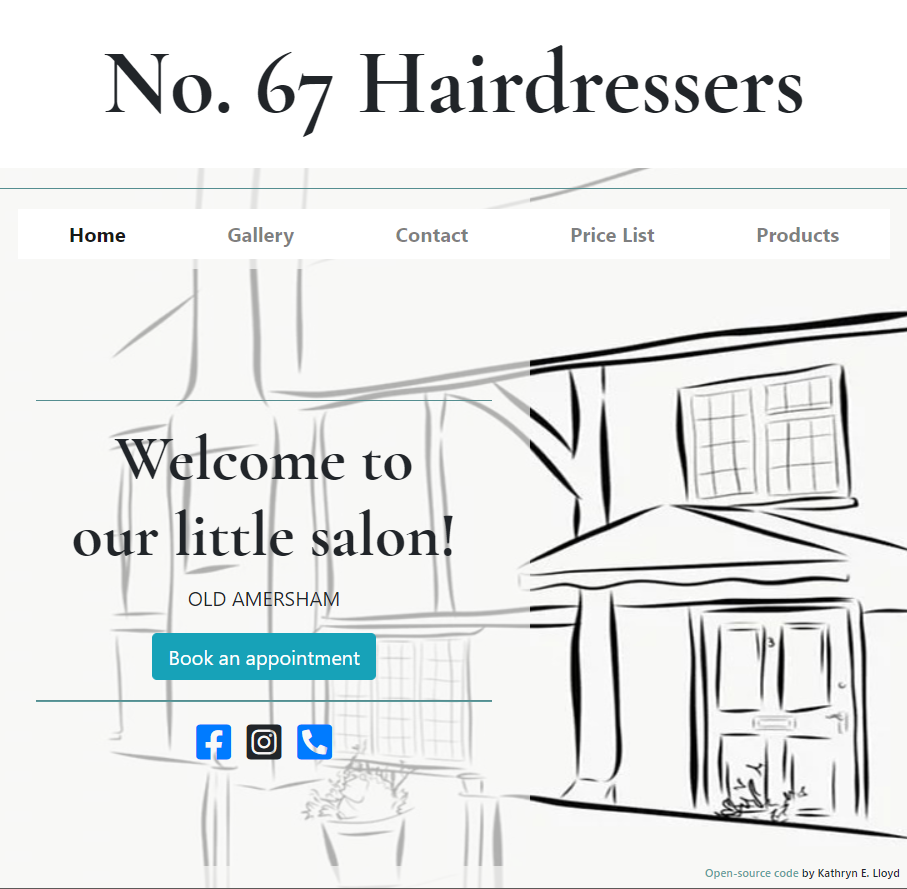 No. 67 Hairdressers
Home Gallery Contact Price List Products
Welcome to
our little salon!
OLD AMERSHAM
Book an appointment
3
Open-source code by Kathryn E. Lloyd